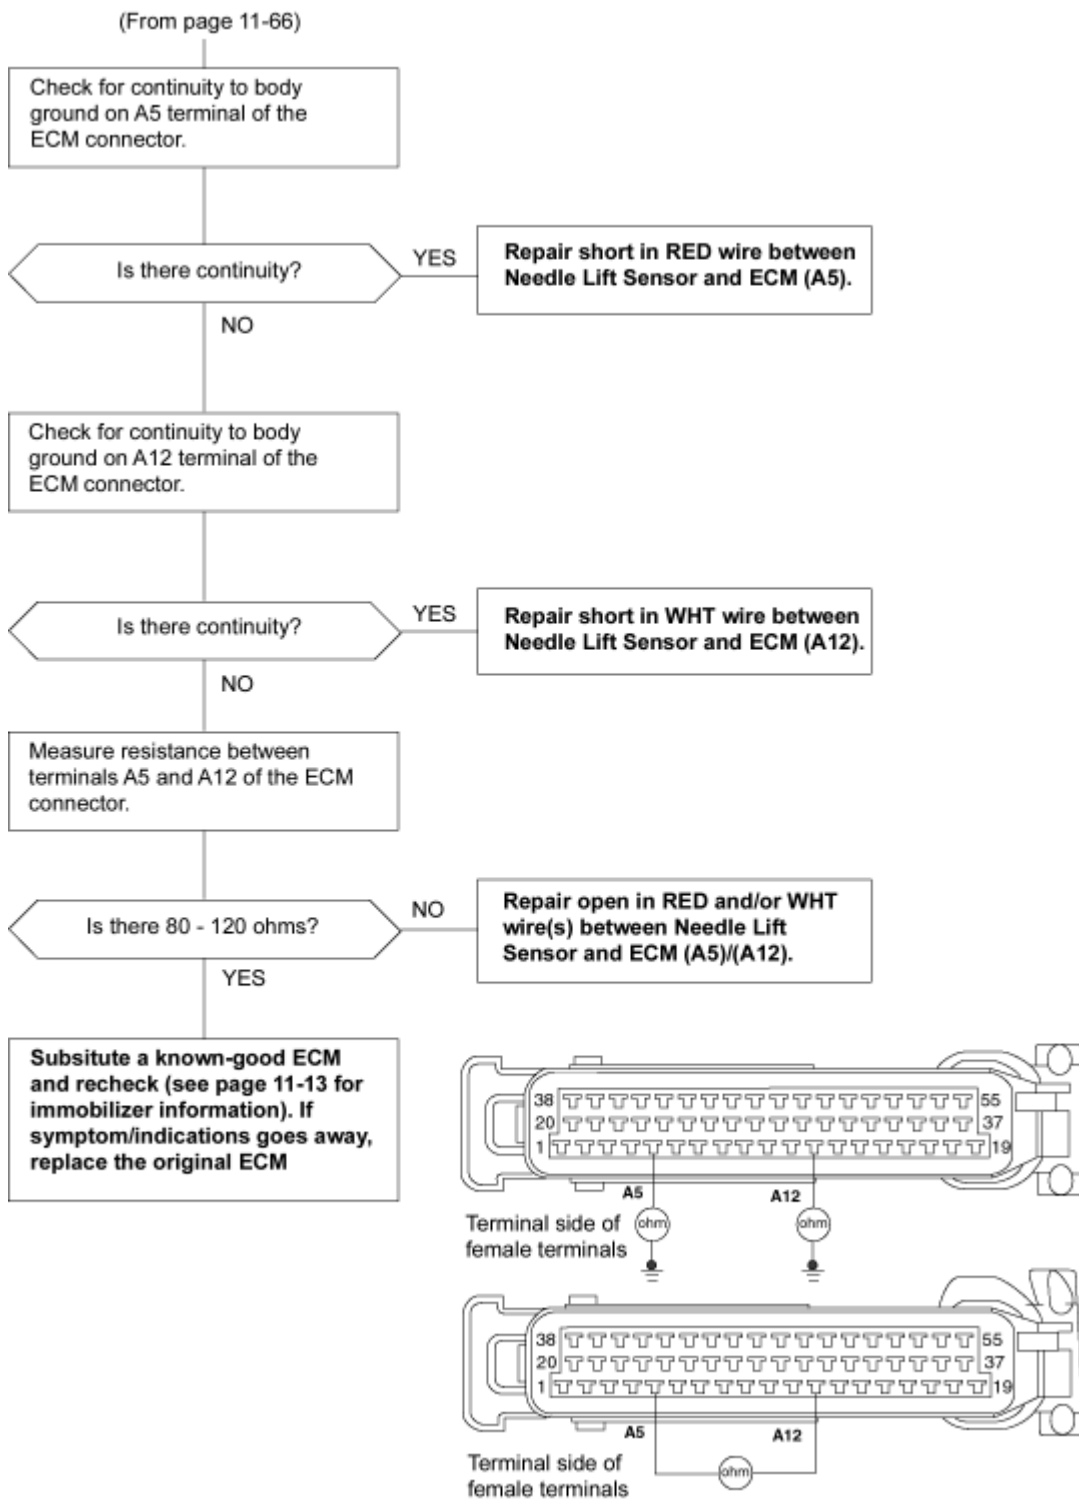 (From page 11-66)
Check for continuity to body
ground on A5 terminal of the
ECM connector.
Is there continuity?
YES
Repair short in RED wire between
Needle Lift Sensor and ECM (A5).
NO
Check for continuity to body
ground on A12 terminal of the
ECM connector.
Is there continuity?
YES
Repair short in WHT wire between
Needle Lift Sensor and ECM (A12).
NO
Measure resistance between
terminals A5 and A12 of the ECM
connector.
Is there 80 - 120 ohms?
NO
Repair open in RED and/or WHT
wire(s) between Needle Lift
Sensor and ECM (A5)/(A12).
YES
Subsitute a known-good ECM
and recheck (see page 11-13 for
immobilizer information). If
symptom/indications goes away,
replace the original ECM
38 55
20 37
1 19
A5 A12
ohm ohm
Terminal side of
female terminals
38 55
20 37
1 19
A5 A12
ohm
Terminal side of
female terminals